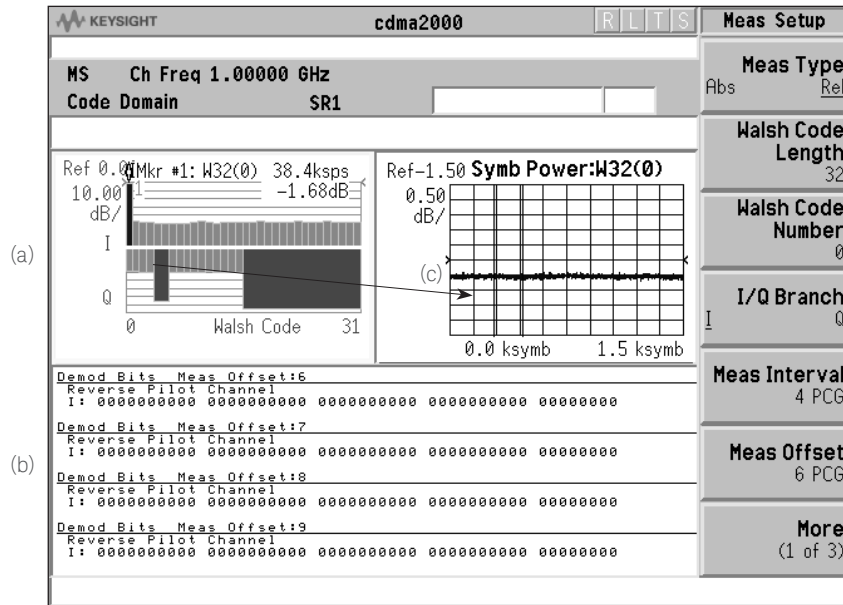 KEYSIGHT
cdma2000
R L T S
Meas Setup
MS Ch Freq 1.00000 GHz
Code Domain SR1
Meas Type
Abs Rel
Walsh Code Length
32
Walsh Code Number
0
I/Q Branch
I Q
Meas Interval
4 PCG
Meas Offset
6 PCG
More
(1 of 3)
(a)
Ref 0.0
Mkr #1: W32(0) 38.4ksps
-1.68dB
10.00
dB/
1
I
Q
0 Walsh Code 31
Ref-1.50 Symb Power:W32(0)
0.50
dB/
(c)
0.0 ksymb 1.5 ksymb
(b)
Demod Bits Meas Offset:6
Reverse Pilot Channel
I: 0000000000 0000000000 0000000000 0000000000 00000000
Demod Bits Meas Offset:7
Reverse Pilot Channel
I: 0000000000 0000000000 0000000000 0000000000 00000000
Demod Bits Meas Offset:8
Reverse Pilot Channel
I: 0000000000 0000000000 0000000000 0000000000 00000000
Demod Bits Meas Offset:9
Reverse Pilot Channel
I: 0000000000 0000000000 0000000000 0000000000 00000000